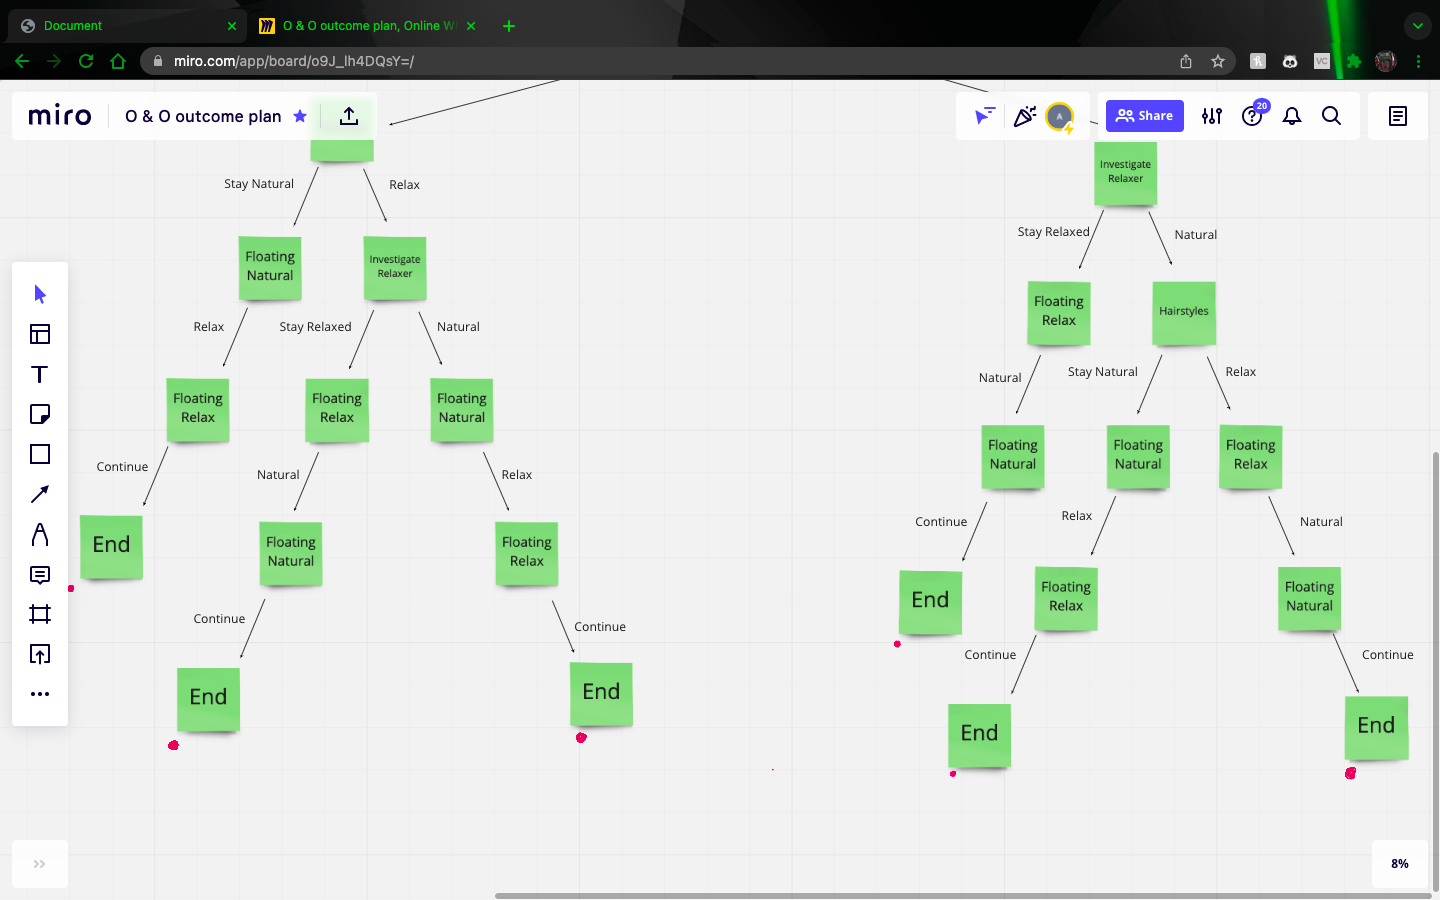 Document
O & O outcome plan, Online W
miro.com/app/board/o9J_lh4DQsY=/
VC
miro
O & O outcome plan
A
Share
20
Stay Natural
Relax
Floating
Natural
Investigate
Relaxer
Relax
Stay Relaxed
Natural
Floating
Relax
Floating
Relax
Floating
Natural
Continue
Natural
Relax
End
Floating
Natural
Floating
Relax
Continue
Continue
End
End
Investigate
Relaxer
Stay Relaxed
Natural
Floating
Relax
Hairstyles
Natural
Stay Natural
Relax
Floating
Natural
Floating
Natural
Floating
Relax
Continue
Relax
Natural
End
Floating
Relax
Floating
Natural
Continue
Continue
End
End
8%